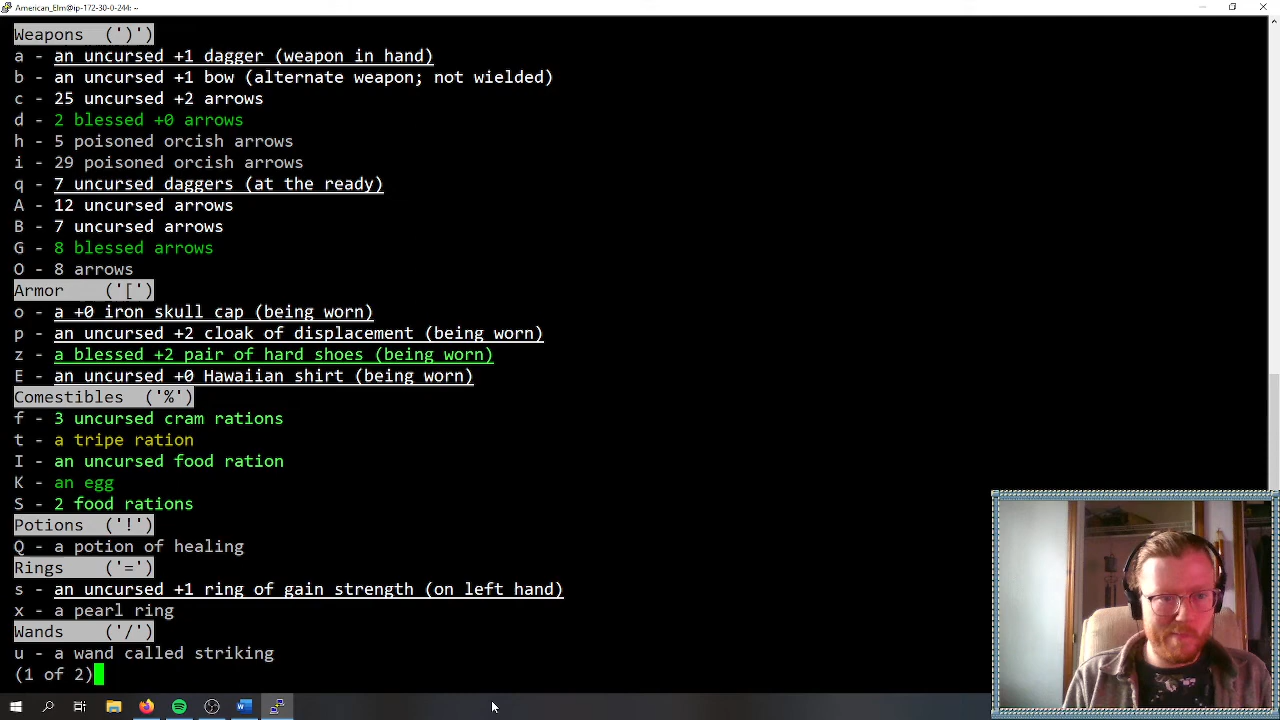 American_Elm@ip-172-30-0-244: ~
Weapons  (')')
a - an uncursed +1 dagger (weapon in hand)
b - an uncursed +1 bow (alternate weapon; not wielded)
c - 25 uncursed +2 arrows
d - 2 blessed +0 arrows
h - 5 poisoned orcish arrows
i - 29 poisoned orcish arrows
q - 7 uncursed daggers (at the ready)
A - 12 uncursed arrows
B - 7 uncursed arrows
G - 8 blessed arrows
O - 8 arrows
Armor    ('[')
o - a +0 iron skull cap (being worn)
p - an uncursed +2 cloak of displacement (being worn)
z - a blessed +2 pair of hard shoes (being worn)
E - an uncursed +0 Hawaiian shirt (being worn)
Comestibles  ('%')
f - 3 uncursed cram rations
t - a tripe ration
I - an uncursed food ration
K - an egg
S - 2 food rations
Potions  ('!')
Q - a potion of healing
Rings    ('=')
s - an uncursed +1 ring of gain strength (on left hand)
x - a pearl ring
Wands    ('/')
u - a wand called striking
(1 of 2)